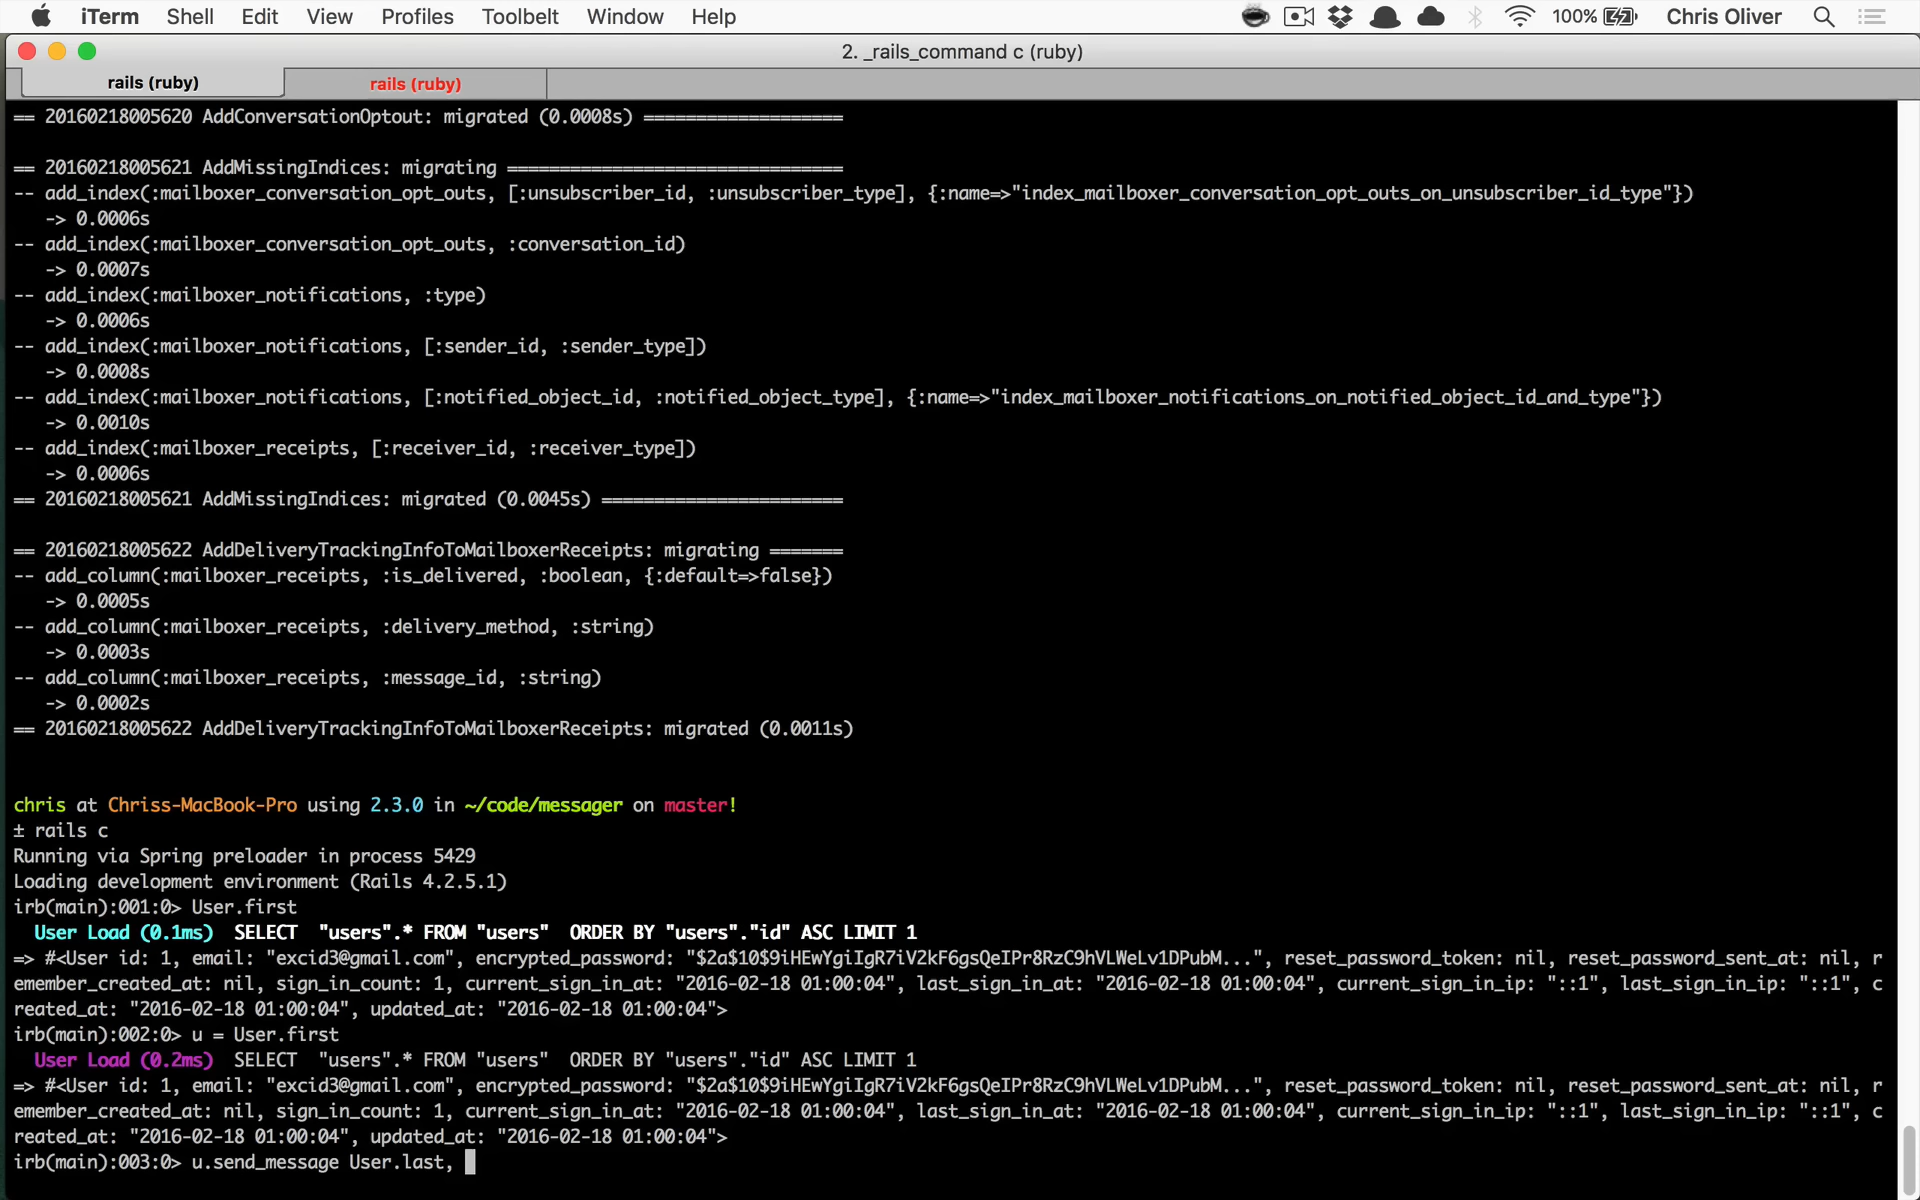 iTerm Shell Edit View Profiles Toolbelt Window Help 100% Chris Oliver
2. _rails_command c (ruby)
rails (ruby) rails (ruby)
== 20160218005620 AddConversationOptout: migrated (0.0008s) ===================
== 20160218005621 AddMissingIndices: migrating ================================
-- add_index(:mailboxer_conversation_opt_outs, [:unsubscriber_id, :unsubscriber_type], {:name=>"index_mailboxer_conversation_opt_outs_on_unsubscriber_id_type"})
-> 0.0006s
-- add_index(:mailboxer_conversation_opt_outs, :conversation_id)
-> 0.0007s
-- add_index(:mailboxer_notifications, :type)
-> 0.0006s
-- add_index(:mailboxer_notifications, [:sender_id, :sender_type])
-> 0.0008s
-- add_index(:mailboxer_notifications, [:notified_object_id, :notified_object_type], {:name=>"index_mailboxer_notifications_on_notified_object_id_and_type"})
-> 0.0010s
-- add_index(:mailboxer_receipts, [:receiver_id, :receiver_type])
-> 0.0006s
== 20160218005621 AddMissingIndices: migrated (0.0045s) =======================
== 20160218005622 AddDeliveryTrackingInfoToMailboxerReceipts: migrating =======
-- add_column(:mailboxer_receipts, :is_delivered, :boolean, {:default=>false})
-> 0.0005s
-- add_column(:mailboxer_receipts, :delivery_method, :string)
-> 0.0003s
-- add_column(:mailboxer_receipts, :message_id, :string)
-> 0.0002s
== 20160218005622 AddDeliveryTrackingInfoToMailboxerReceipts: migrated (0.0011s)
chris at Chriss-MacBook-Pro using 2.3.0 in ~/code/messager on master!
± rails c
Running via Spring preloader in process 5429
Loading development environment (Rails 4.2.5.1)
irb(main):001:0> User.first
User Load (0.1ms) SELECT "users".* FROM "users" ORDER BY "users"."id" ASC LIMIT 1
=> #<User id: 1, email: "excid3@gmail.com", encrypted_password: "$2a$10$9iHEwYgiIgR7iV2kF6gsQeIPr8RzC9hVLWeLv1DPubM...", reset_password_token: nil, reset_password_sent_at: nil, r
emember_created_at: nil, sign_in_count: 1, current_sign_in_at: "2016-02-18 01:00:04", last_sign_in_at: "2016-02-18 01:00:04", current_sign_in_ip: "::1", last_sign_in_ip: "::1", c
reated_at: "2016-02-18 01:00:04", updated_at: "2016-02-18 01:00:04">
irb(main):002:0> u = User.first
User Load (0.2ms) SELECT "users".* FROM "users" ORDER BY "users"."id" ASC LIMIT 1
=> #<User id: 1, email: "excid3@gmail.com", encrypted_password: "$2a$10$9iHEwYgiIgR7iV2kF6gsQeIPr8RzC9hVLWeLv1DPubM...", reset_password_token: nil, reset_password_sent_at: nil, r
emember_created_at: nil, sign_in_count: 1, current_sign_in_at: "2016-02-18 01:00:04", last_sign_in_at: "2016-02-18 01:00:04", current_sign_in_ip: "::1", last_sign_in_ip: "::1", c
reated_at: "2016-02-18 01:00:04", updated_at: "2016-02-18 01:00:04">
irb(main):003:0> u.send_message User.last,